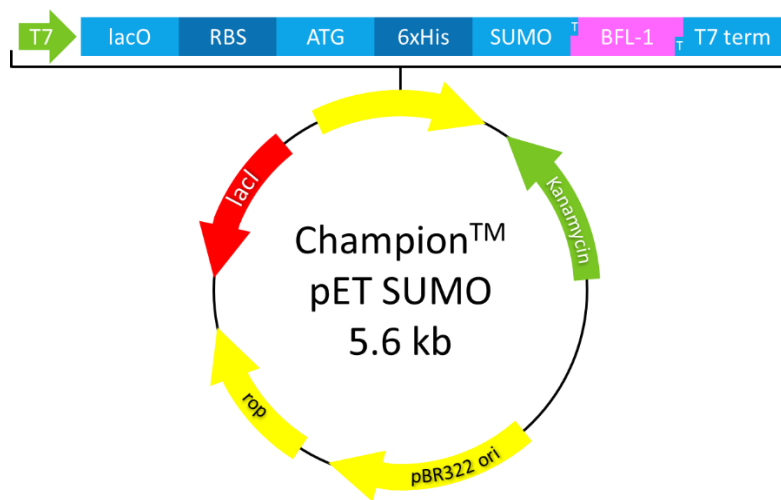 T7 lacO RBS ATG 6xHis SUMO T BFL-1 T T7 term
lacI
Kanamycin
Champion™
pET SUMO
5.6 kb
rop
pBR322 ori